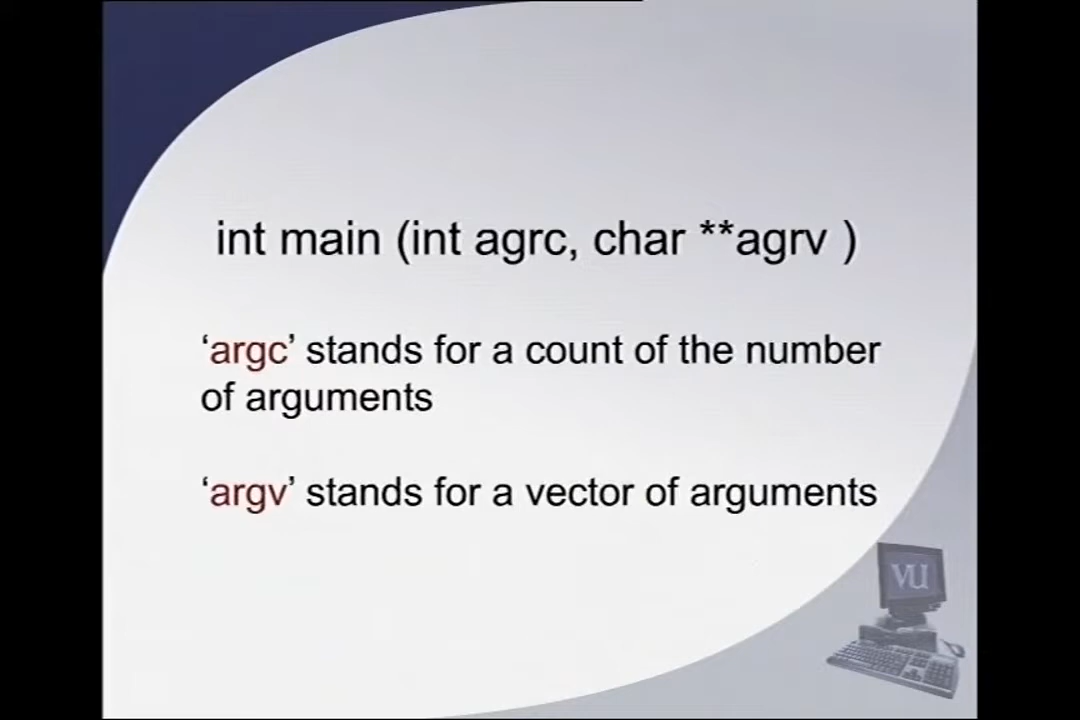 int main (int agrc, char **agrv )
‘argc’ stands for a count of the number
of arguments
‘argv’ stands for a vector of arguments
VU